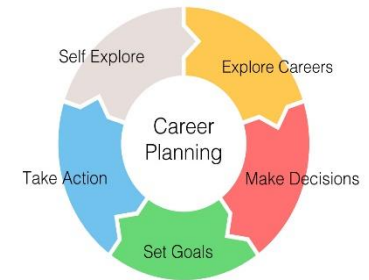 Self Explore
Explore Careers
Career
Planning
Take Action
Make Decisions
Set Goals